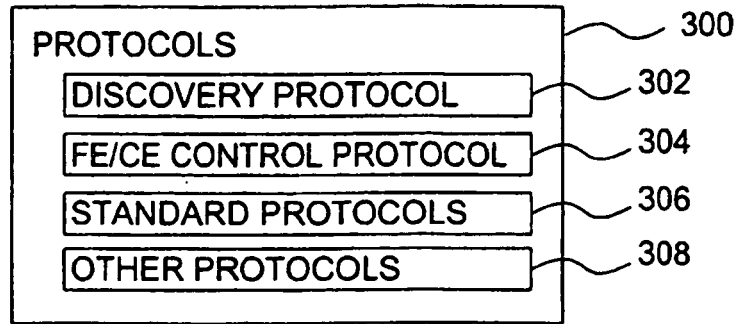 PROTOCOLS 300
DISCOVERY PROTOCOL 302
FE/CE CONTROL PROTOCOL 304
STANDARD PROTOCOLS 306
OTHER PROTOCOLS 308